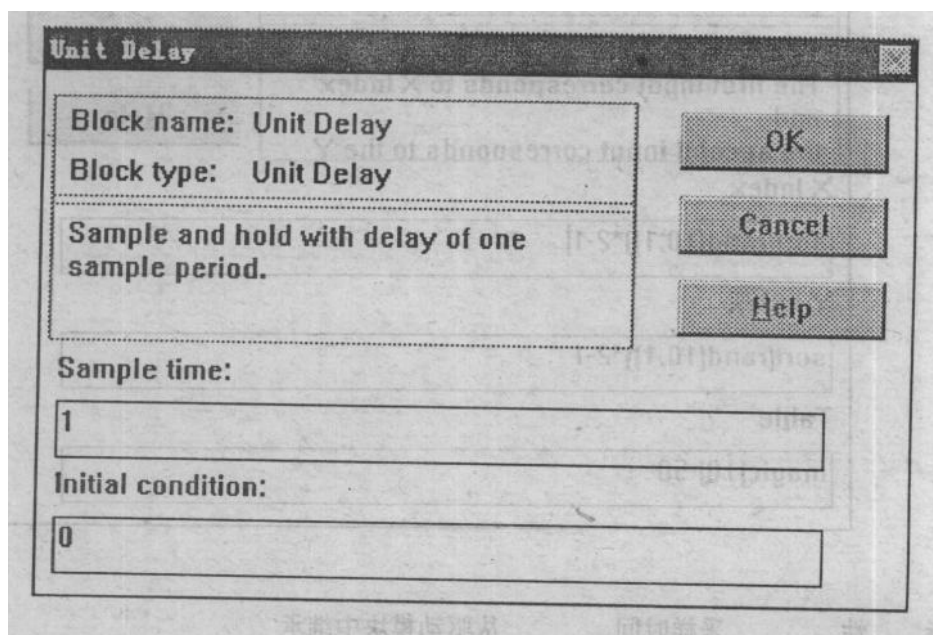 Unit Delay
Block name: Unit Delay
Block type: Unit Delay
Sample and hold with delay of one
sample period.
OK
Cancel
Help
Sample time:
1
Initial condition:
0